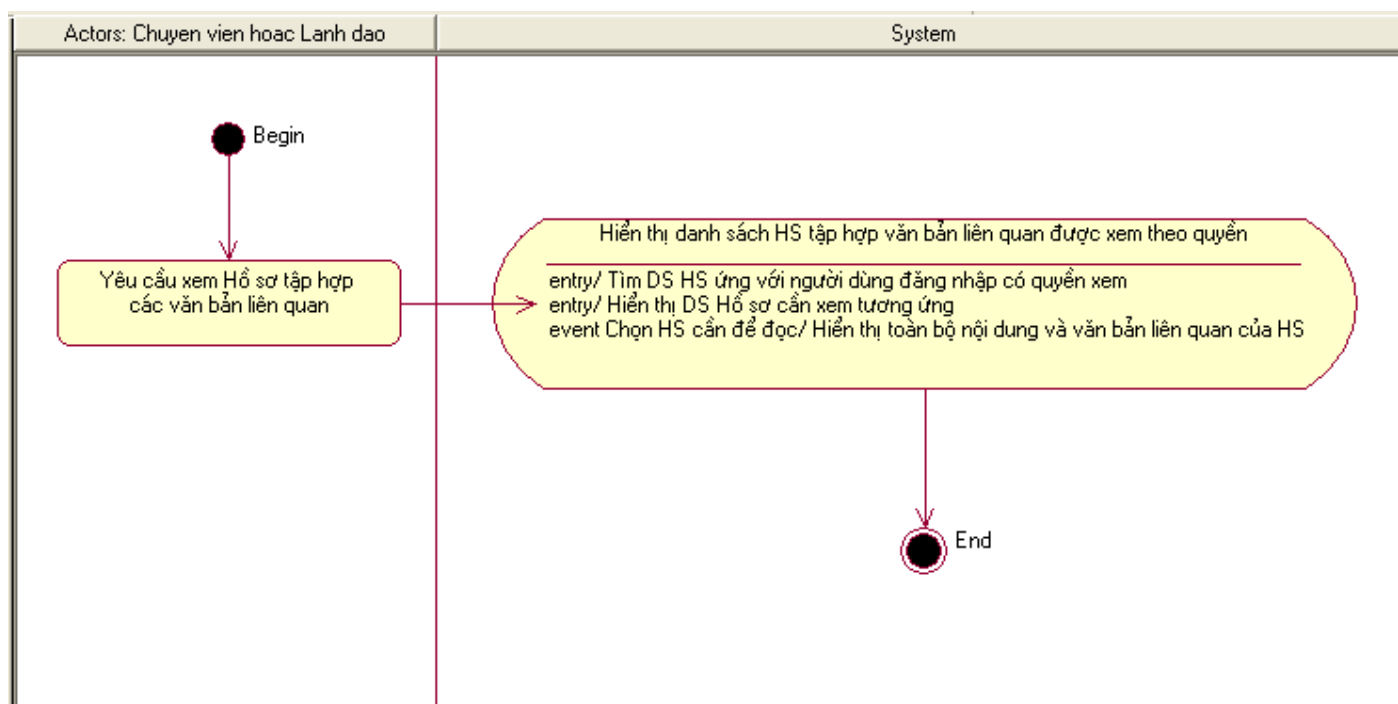 Actors: Chuyen vien hoac Lanh dao
System
Begin
Yêu cầu xem Hồ sơ tập hợp
các văn bản liên quan
Hiển thị danh sách HS tập hợp văn bản liên quan được xem theo quyền
entry/ Tìm DS HS ứng với người dùng đăng nhập có quyền xem
entry/ Hiển thị DS Hồ sơ cần xem tương ứng
event Chọn HS cần để đọc/ Hiển thị toàn bộ nội dung và văn bản liên quan của HS
End